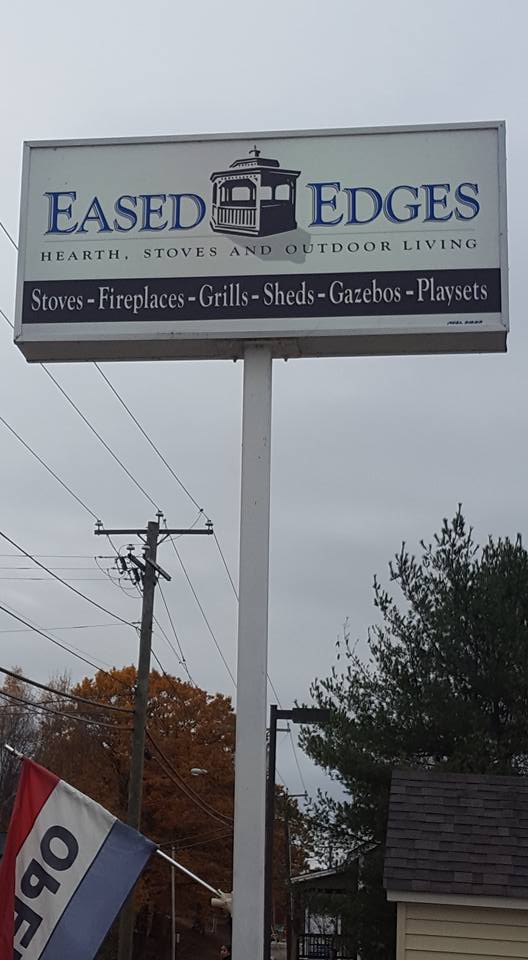 EASED EDGES
HEARTH, STOVES AND OUTDOOR LIVING
Stoves - Fireplaces - Grills - Sheds - Gazebos - Playsets
OPE